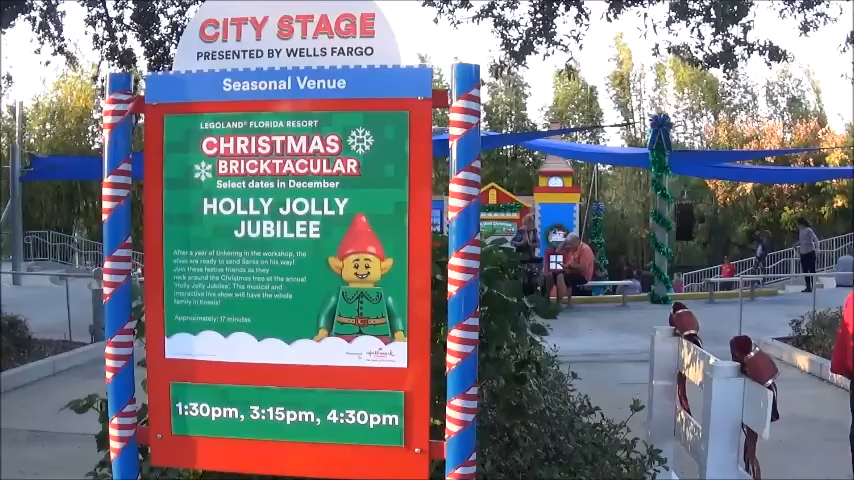 CITY STAGE
PRESENTED BY WELLS FARGO
Seasonal Venue
LEGOLAND FLORIDA RESORT
CHRISTMAS
BRICKTACULAR
Select dates in December
HOLLY JOLLY
JUBILEE
After a year of tinkering in the workshop, the
elves are ready to send Santa on his way!
Join these festive friends as they
rock around the Christmas tree at the annual
'Holly Jolly Jubilee'. This musical and
interactive live show will have the whole
family in tinsels!
Approximately: 17 minutes
Hallmark
1:30pm, 3:15pm, 4:30pm